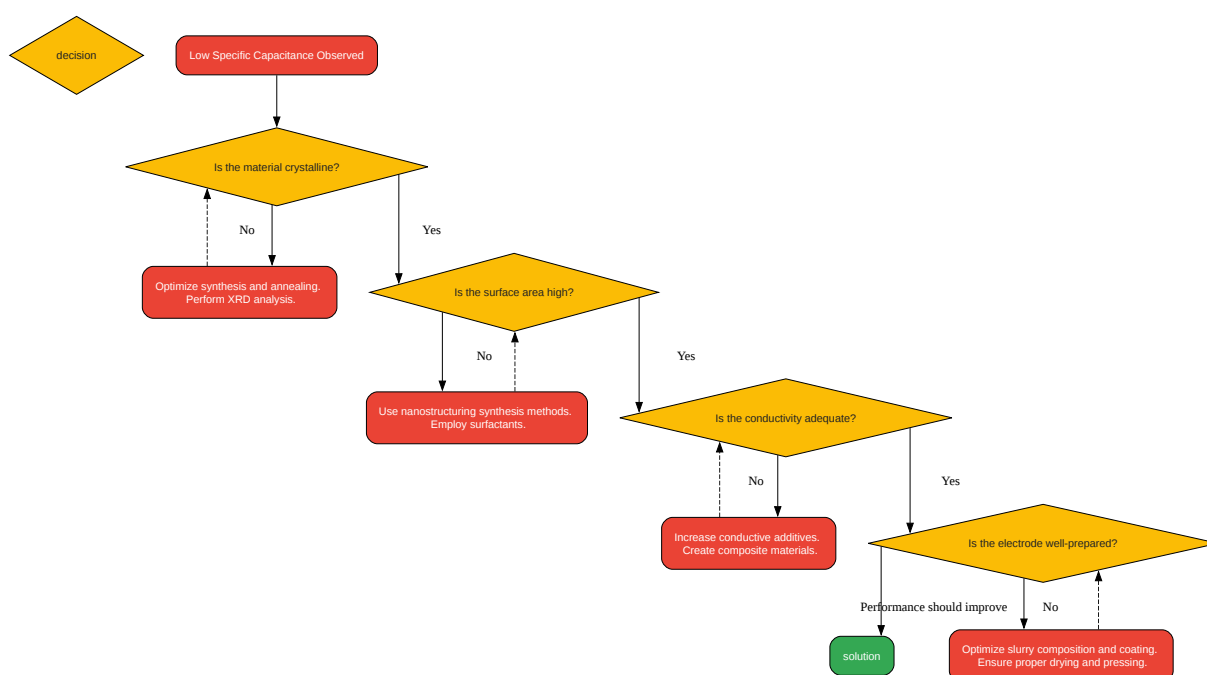 decision
Low Specific Capacitance Observed
Is the material crystalline?
No
Yes
Optimize synthesis and annealing.
Perform XRD analysis.
Is the surface area high?
No
Yes
Use nanostructuring synthesis methods.
Employ surfactants.
Is the conductivity adequate?
No
Yes
Increase conductive additives.
Create composite materials.
Is the electrode well-prepared?
Performance should improve
No
solution
Optimize slurry composition and coating.
Ensure proper drying and pressing.